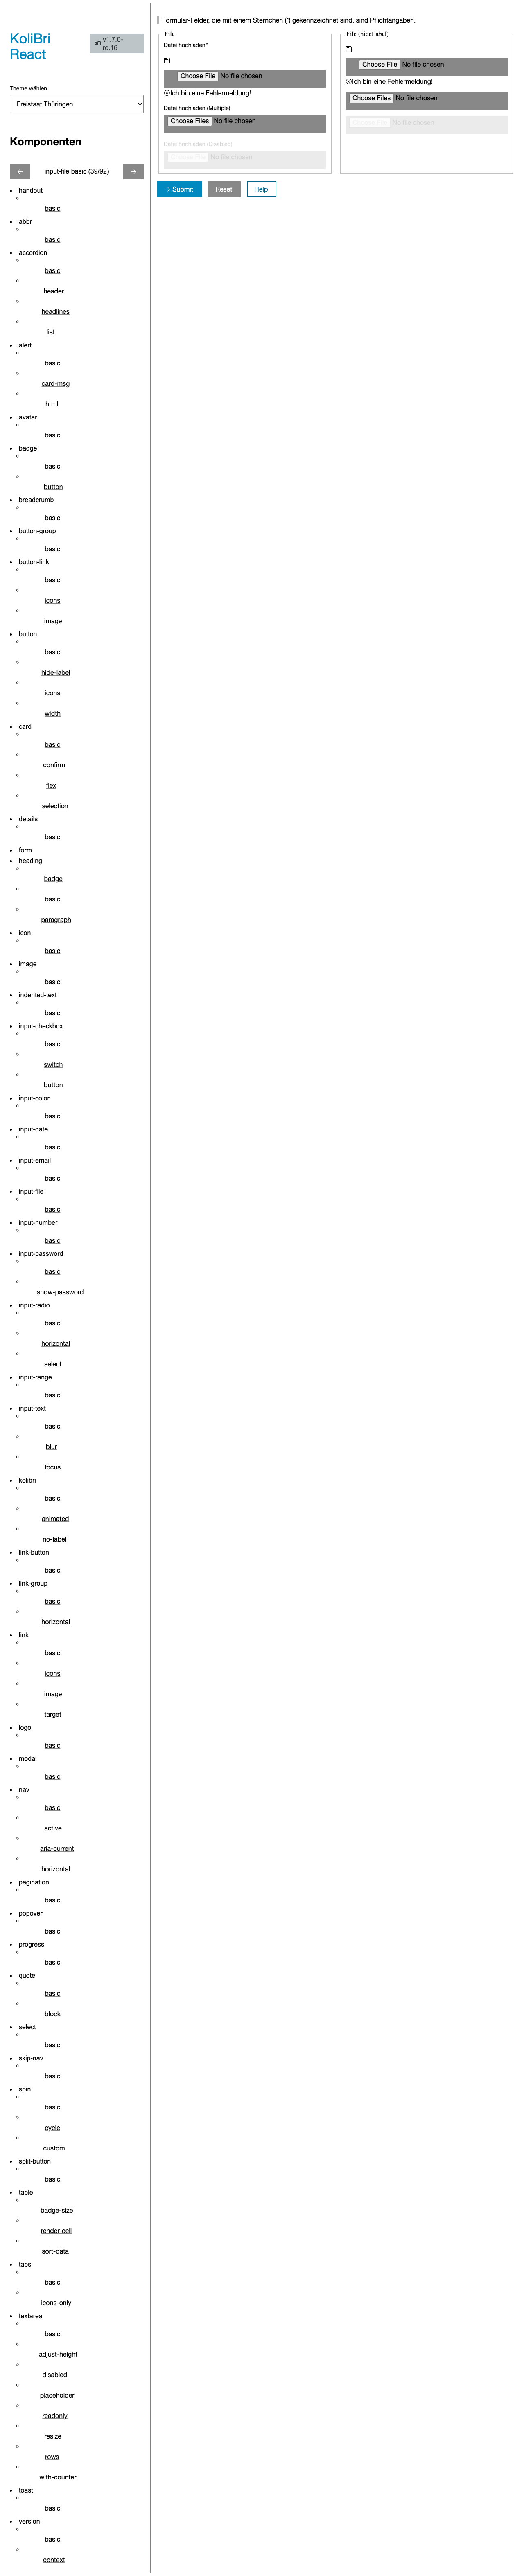 KoliBri
React
v1.7.0-
rc.16
Theme wählen
Freistaat Thüringen
Komponenten
input-file basic (39/92)
handout
basic
abbr
basic
accordion
basic
header
headlines
list
alert
basic
card-msg
html
avatar
basic
badge
basic
button
breadcrumb
basic
button-group
basic
button-link
basic
icons
image
button
basic
hide-label
icons
width
card
basic
confirm
flex
selection
details
basic
form
heading
badge
basic
paragraph
icon
basic
image
basic
indented-text
basic
input-checkbox
basic
switch
button
input-color
basic
input-date
basic
input-email
basic
input-file
basic
input-number
basic
input-password
basic
show-password
input-radio
basic
horizontal
select
input-range
basic
input-text
basic
blur
focus
kolibri
basic
animated
no-label
link-button
basic
link-group
basic
horizontal
link
basic
icons
image
target
logo
basic
modal
basic
nav
basic
active
aria-current
horizontal
pagination
basic
popover
basic
progress
basic
quote
basic
block
select
basic
skip-nav
basic
spin
basic
cycle
custom
split-button
basic
table
badge-size
render-cell
sort-data
tabs
basic
icons-only
textarea
basic
adjust-height
disabled
placeholder
readonly
resize
rows
with-counter
toast
basic
version
basic
context
Formular-Felder, die mit einem Sternchen (*) gekennzeichnet sind, sind Pflichtangaben.
File
Datei hochladen*
Choose File No file chosen
Ich bin eine Fehlermeldung!
Datei hochladen (Multiple)
Choose Files No file chosen
Datei hochladen (Disabled)
Choose File No file chosen
File (hideLabel)
Choose File No file chosen
Ich bin eine Fehlermeldung!
Choose Files No file chosen
Choose File No file chosen
Submit
Reset
Help